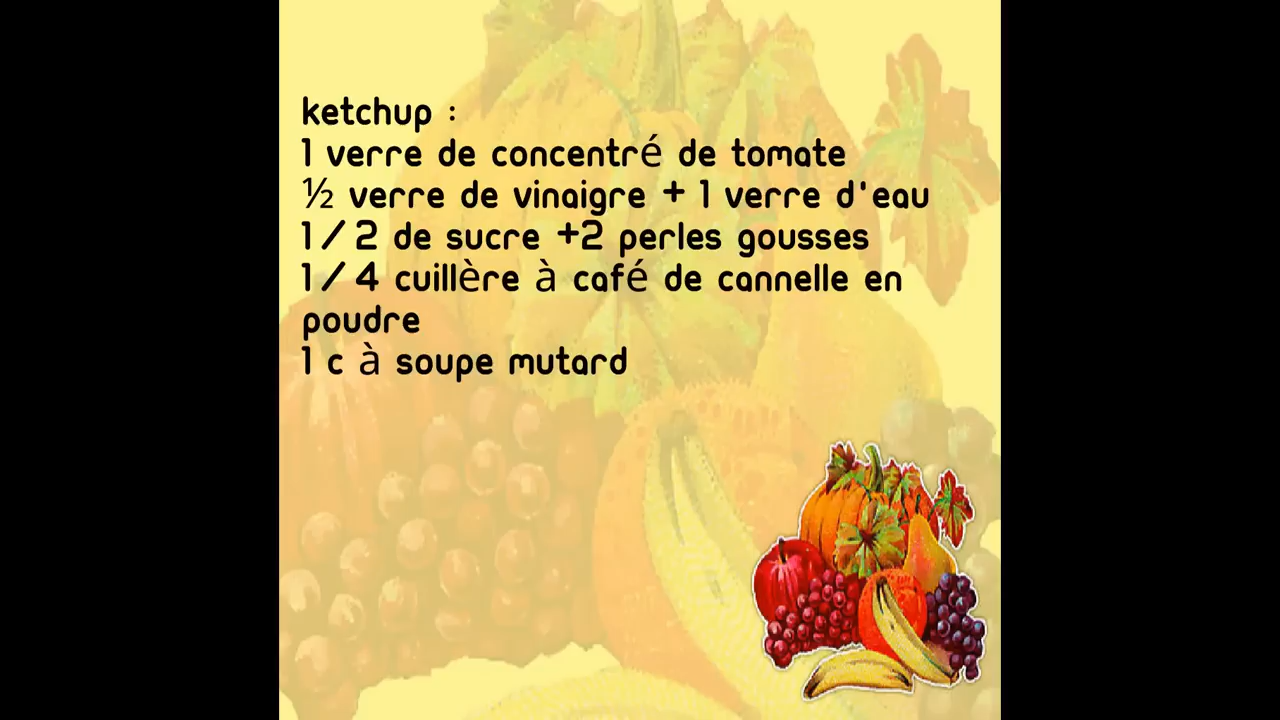 ketchup :
1 verre de concentré de tomate
½ verre de vinaigre + 1 verre d'eau
1/2 de sucre +2 perles gousses
1/4 cuillère à café de cannelle en
poudre
1 c à soupe mutard